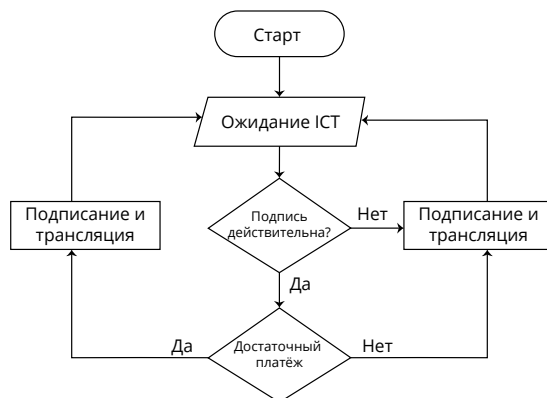 Старт
Ожидание ICT
Подписание и
трансляция
Подпись
действительна?
Нет
Подписание и
трансляция
Да
Да
Достаточный
платёж
Нет